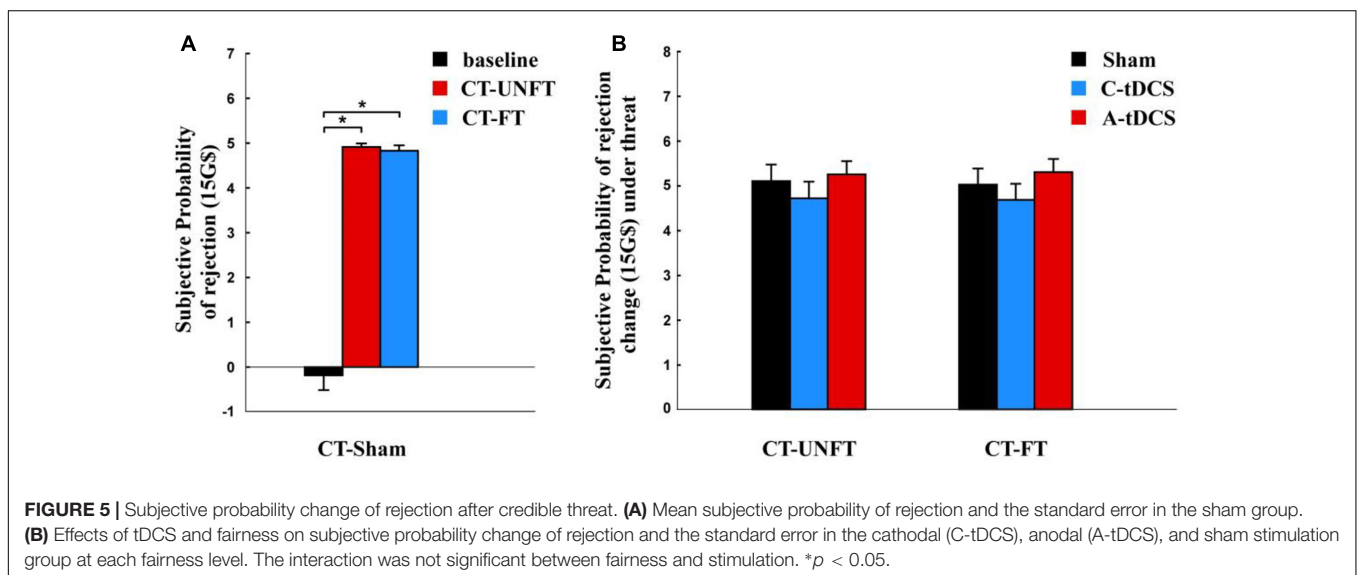 A
Subjective Probability
of rejection (15G$)
7
6
5
4
3
2
1
0
-1
baseline
CT-UNFT
CT-FT
*
*
CT-Sham
B
Subjective Probability of rejection
change (15G$) under threat
8
7
6
5
4
3
2
1
0
Sham
C-tDCS
A-tDCS
CT-UNFT CT-FT
FIGURE 5 | Subjective probability change of rejection after credible threat. (A) Mean subjective probability of rejection and the standard error in the sham group.
(B) Effects of tDCS and fairness on subjective probability change of rejection and the standard error in the cathodal (C-tDCS), anodal (A-tDCS), and sham stimulation
group at each fairness level. The interaction was not significant between fairness and stimulation. *p < 0.05.